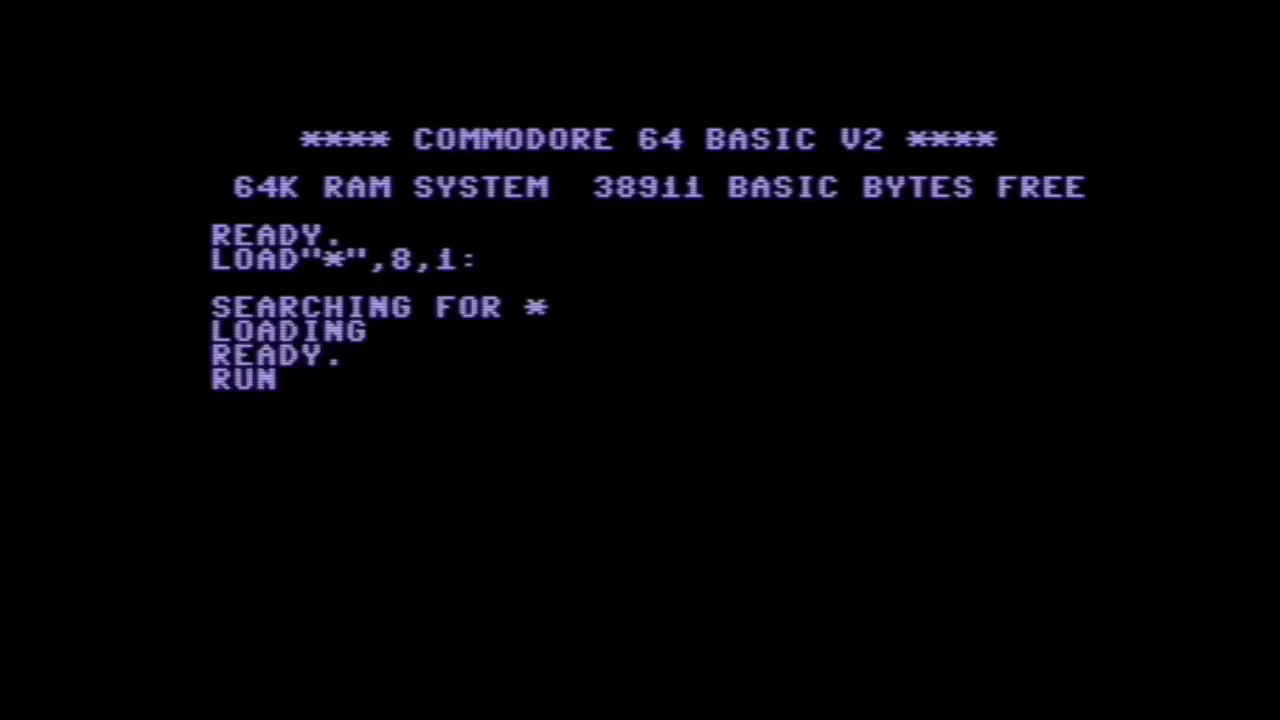 **** COMMODORE 64 BASIC V2 ****
64K RAM SYSTEM  38911 BASIC BYTES FREE
READY.
LOAD"*",8,1:
SEARCHING FOR *
LOADING
READY.
RUN